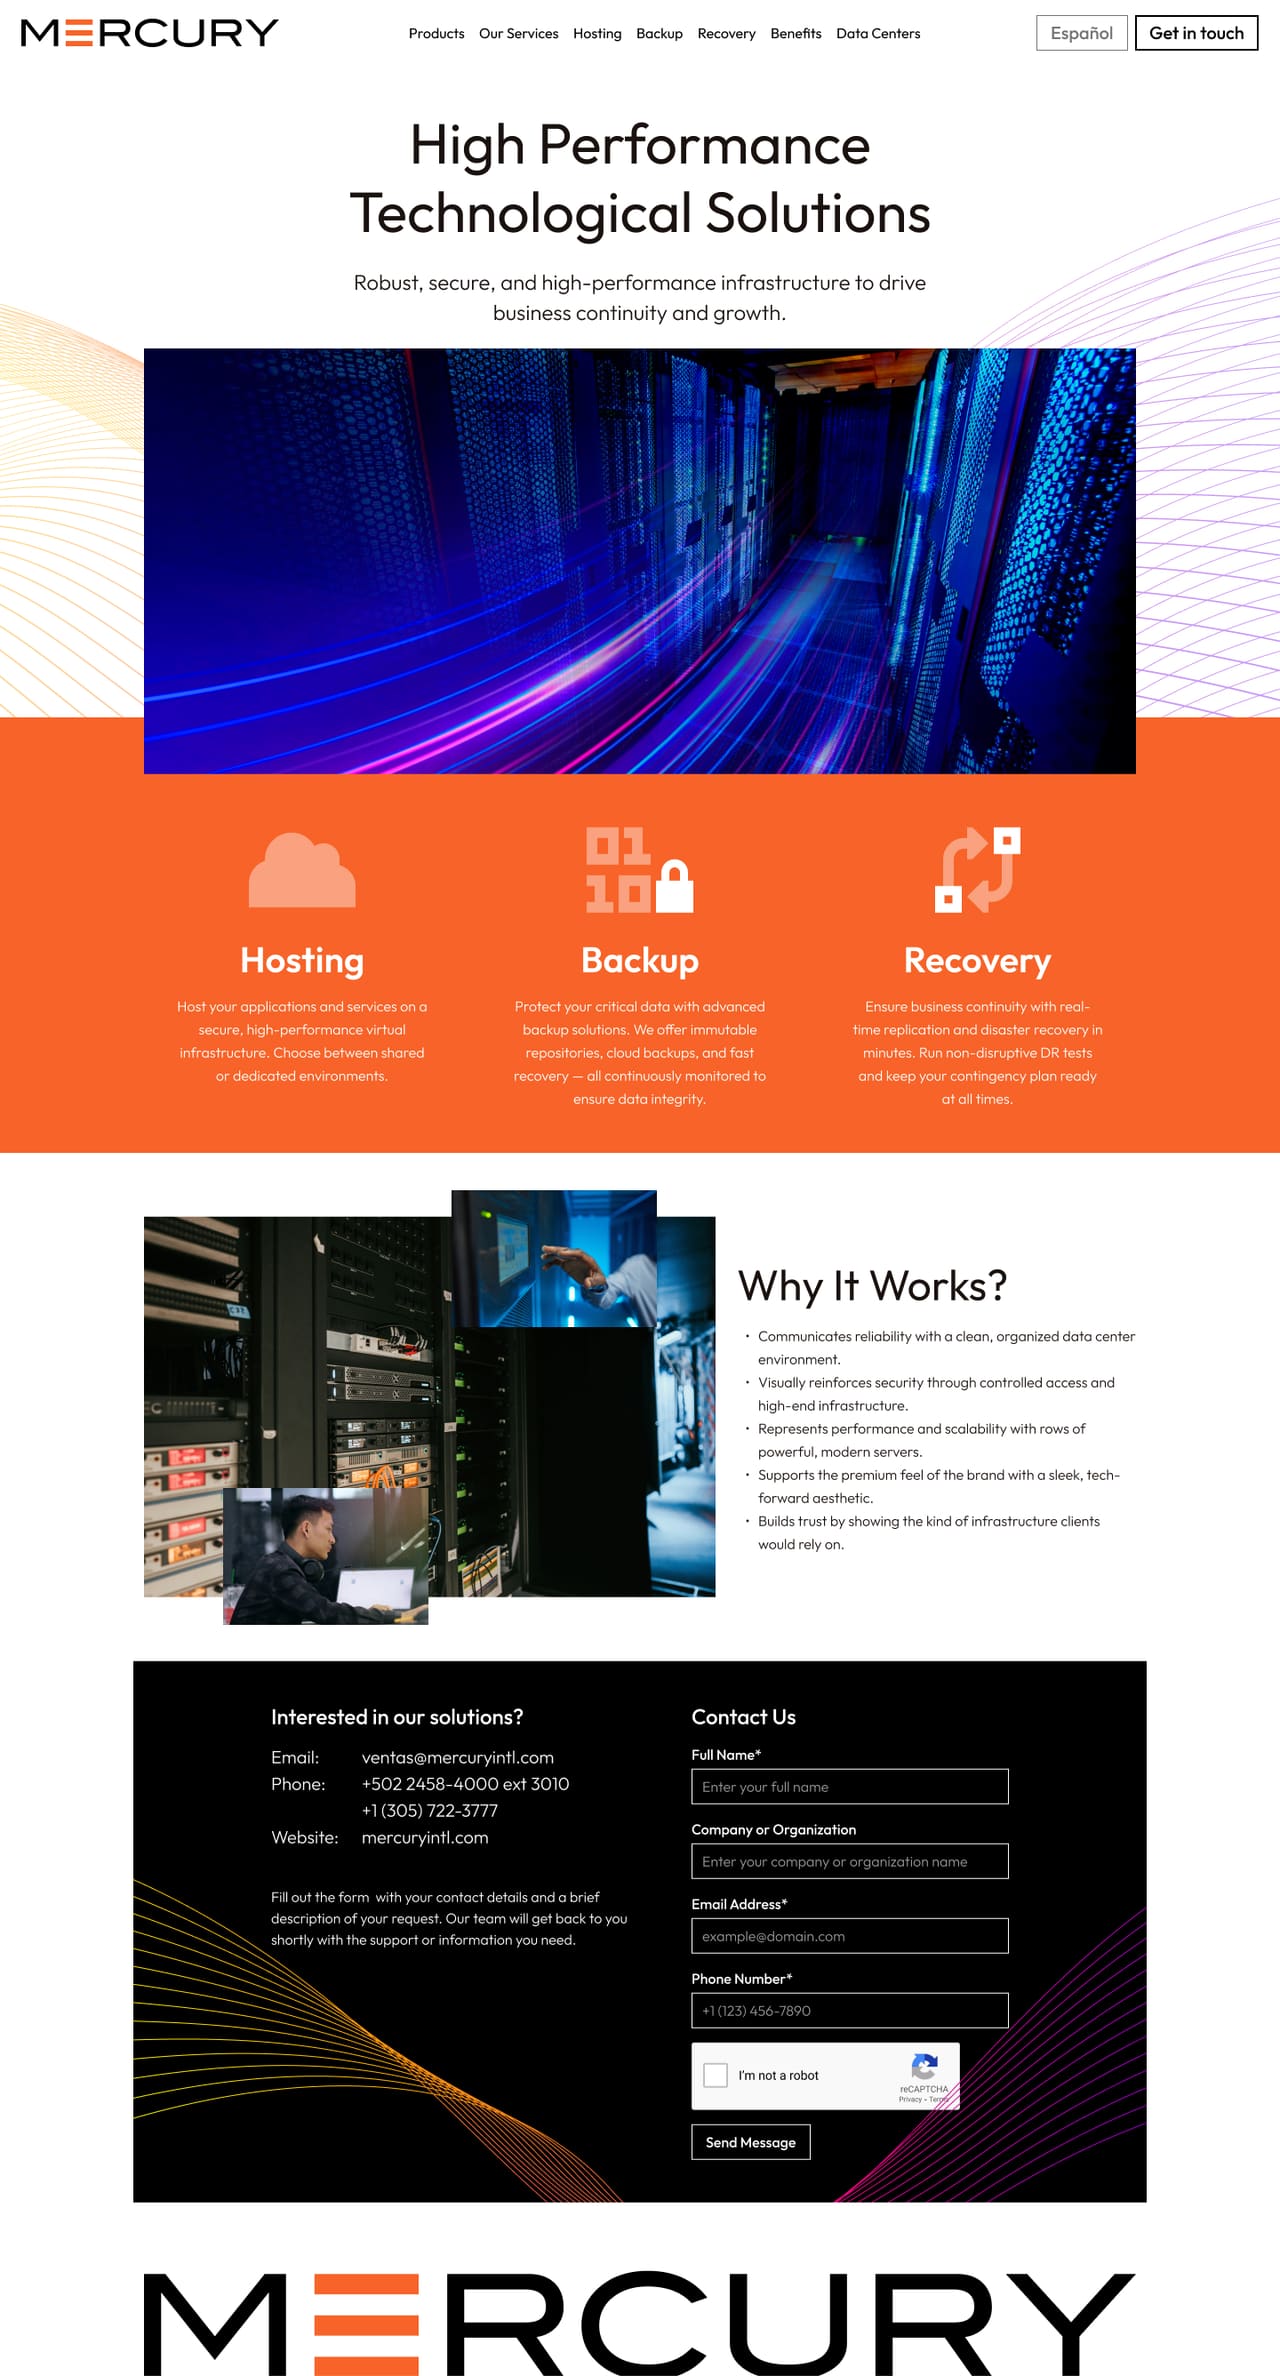 MERCURY
Products Our Services Hosting Backup Recovery Benefits Data Centers
Español
Get in touch
High Performance
Technological Solutions
Robust, secure, and high-performance infrastructure to drive
business continuity and growth.
01
10
Hosting
Host your applications and services on a
secure, high-performance virtual
infrastructure. Choose between shared
or dedicated environments.
Backup
Protect your critical data with advanced
backup solutions. We offer immutable
repositories, cloud backups, and fast
recovery — all continuously monitored to
ensure data integrity.
Recovery
Ensure business continuity with real-
time replication and disaster recovery in
minutes. Run non-disruptive DR tests
and keep your contingency plan ready
at all times.
Why It Works?
• Communicates reliability with a clean, organized data center
environment.
• Visually reinforces security through controlled access and
high-end infrastructure.
• Represents performance and scalability with rows of
powerful, modern servers.
• Supports the premium feel of the brand with a sleek, tech-
forward aesthetic.
• Builds trust by showing the kind of infrastructure clients
would rely on.
Interested in our solutions?
Email: ventas@mercuryintl.com
Phone: +502 2458-4000 ext 3010
+1 (305) 722-3777
Website: mercuryintl.com
Fill out the form with your contact details and a brief
description of your request. Our team will get back to you
shortly with the support or information you need.
Contact Us
Full Name*
Enter your full name
Company or Organization
Enter your company or organization name
Email Address*
example@domain.com
Phone Number*
+1 (123) 456-7890
I'm not a robot
reCAPTCHA
Privacy - Terms
Send Message
MERCURY